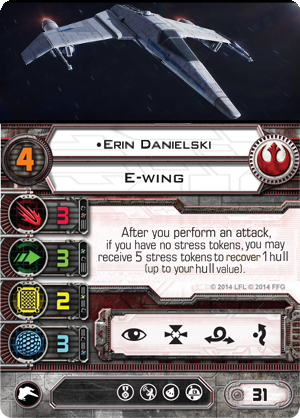 •Erin Danielski
4
E-wing
3
3
2
3
After you perform an attack,
if you have no stress tokens, you may
receive 5 stress tokens to recover 1 hull
(up to your hull value).
© 2014 LFL © 2014 FFG
31